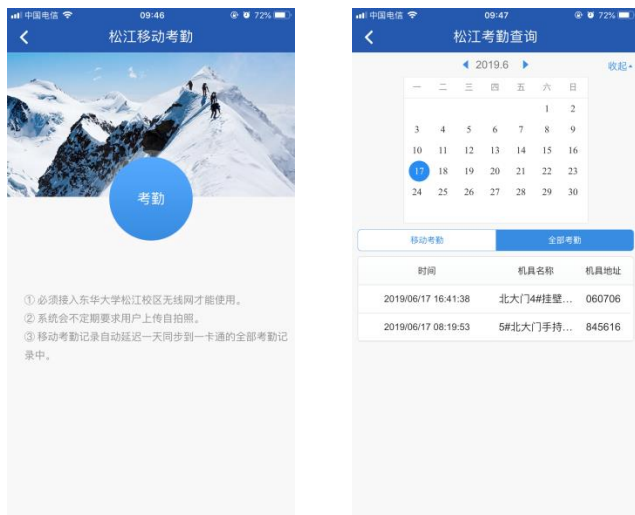 中国电信 09:46 72%
松江移动考勤
考勤
① 必须接入东华大学松江校区无线网才能使用。
② 系统会不定期要求用户上传自拍照。
③ 移动考勤记录自动延迟一天同步到一卡通的全部考勤记
录中。
中国电信 09:47 72%
松江考勤查询
2019.6 收起
一 二 三 四 五 六 日
1 2
3 4 5 6 7 8 9
10 11 12 13 14 15 16
17 18 19 20 21 22 23
24 25 26 27 28 29 30
移动考勤 全部考勤
时间 机具名称 机具地址
2019/06/17 16:41:38 北大门4#挂壁... 060706
2019/06/17 08:19:53 5#北大门手持... 845616